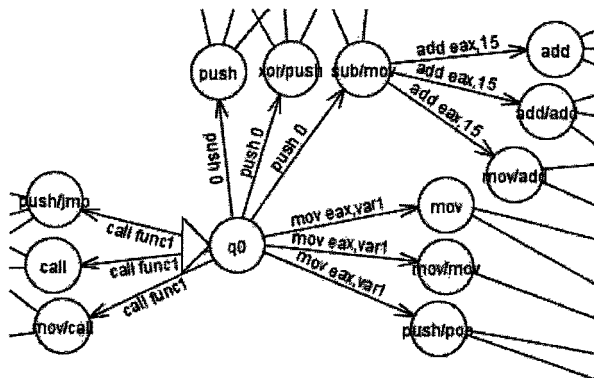 push
xor/push
sub/mov
add eax,15
add
add eax,15
add/add
add eax,15
mov/add
push 0
push 0
push 0
push/jmp
call func1
call
call func1
mov/call
call func1
q0
mov eax,var1
mov
mov eax,var1
mov/mov
mov eax,var1
push/pop